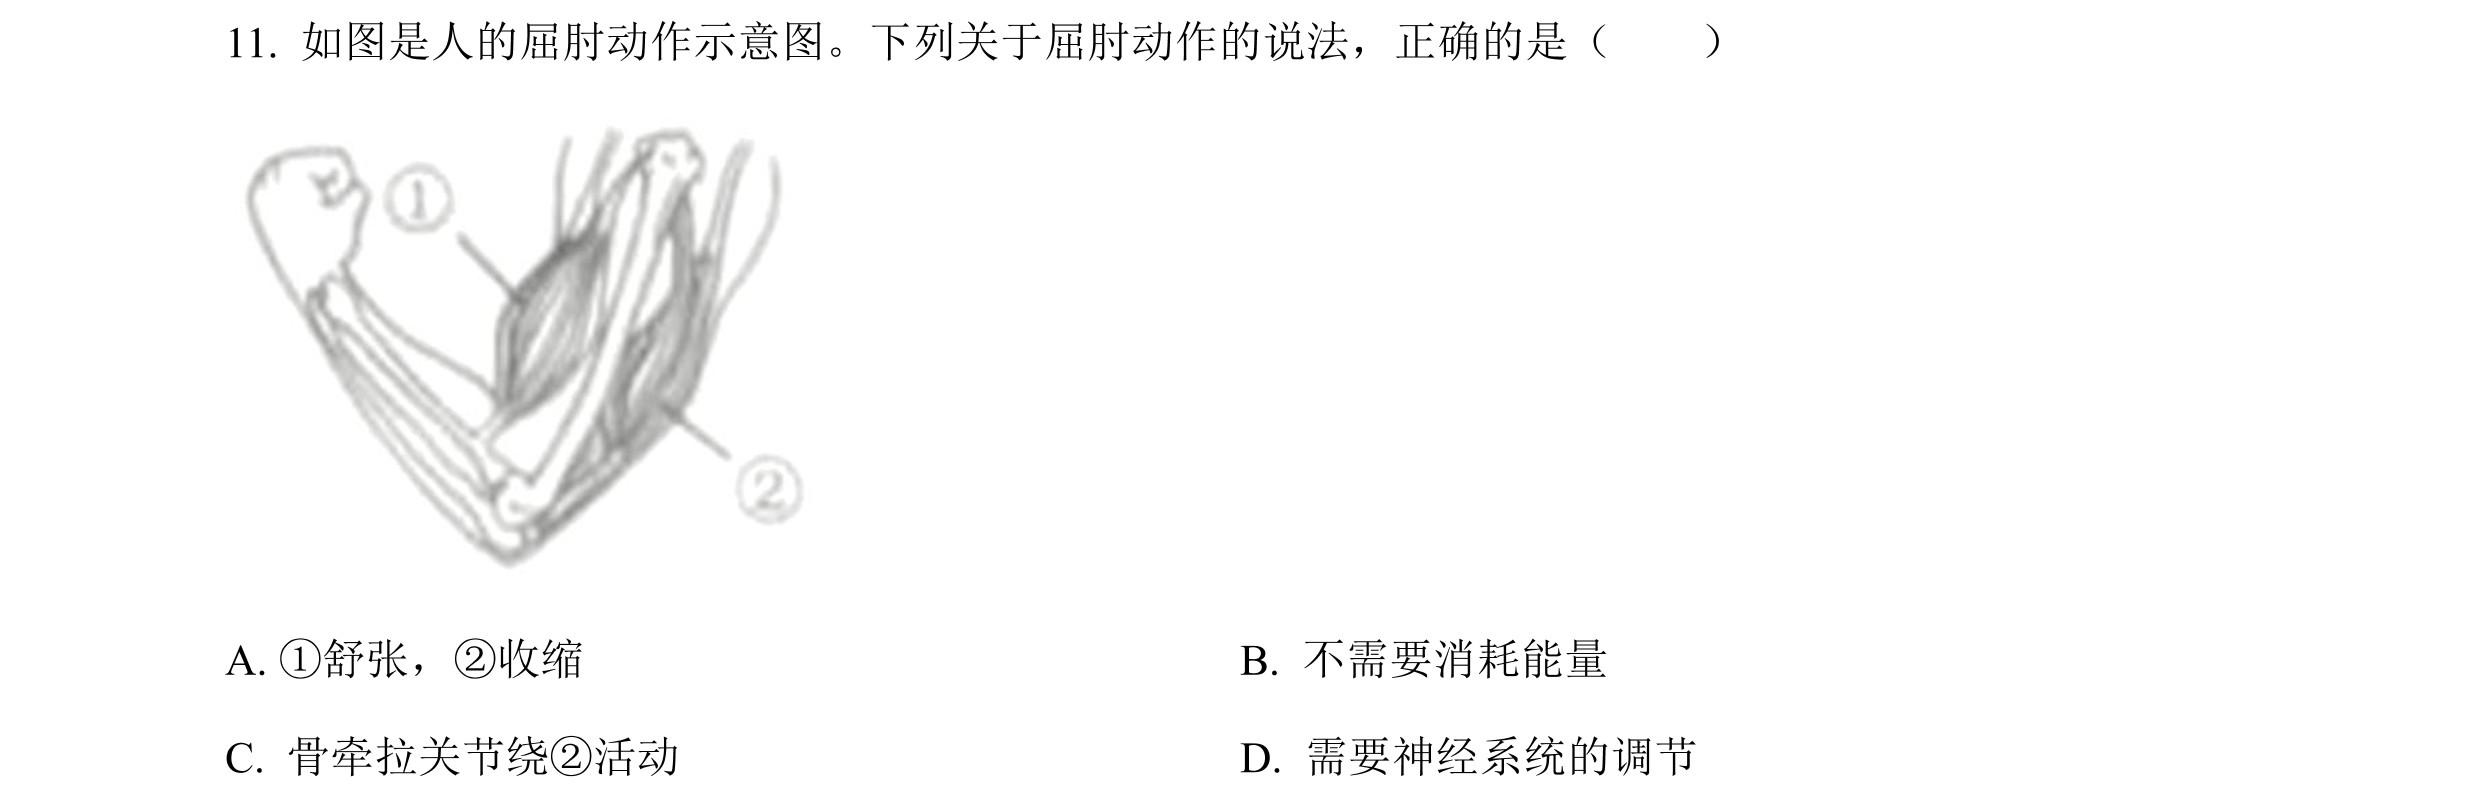 11. 如图是人的屈肘动作示意图。下列关于屈肘动作的说法，正确的是（　　）
①
②
A. ①舒张，②收缩	B. 不需要消耗能量
C. 骨牵拉关节绕②活动	D. 需要神经系统的调节